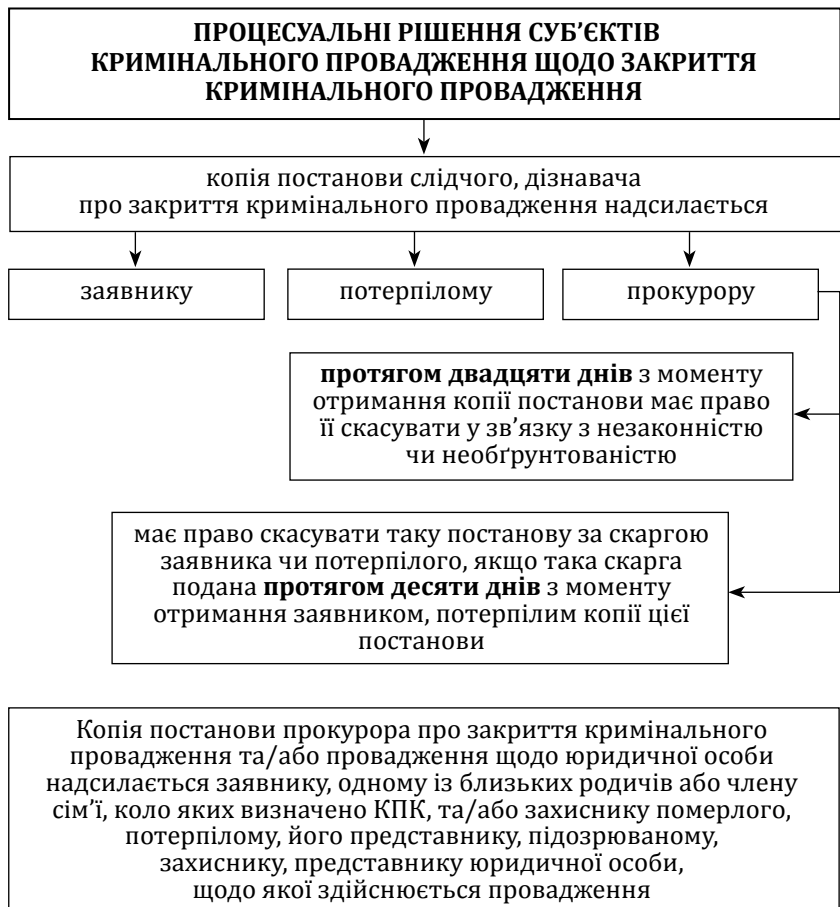 ПРОЦЕСУАЛЬНІ РІШЕННЯ СУБ’ЄКТІВ
КРИМІНАЛЬНОГО ПРОВАДЖЕННЯ ЩОДО ЗАКРИТТЯ
КРИМІНАЛЬНОГО ПРОВАДЖЕННЯ
копія постанови слідчого, дізнавача
про закриття кримінального провадження надсилається
заявнику
потерпілому
прокурору
протягом двадцяти днів з моменту
отримання копії постанови має право
її скасувати у зв’язку з незаконністю
чи необґрунтованістю
має право скасувати таку постанову за скаргою
заявника чи потерпілого, якщо така скарга
подана протягом десяти днів з моменту
отримання заявником, потерпілим копії цієї
постанови
Копія постанови прокурора про закриття кримінального
провадження та/або провадження щодо юридичної особи
надсилається заявнику, одному із близьких родичів або члену
сім’ї, коло яких визначено КПК, та/або захиснику померлого,
потерпілому, його представнику, підозрюваному,
захиснику, представнику юридичної особи,
щодо якої здійснюється провадження